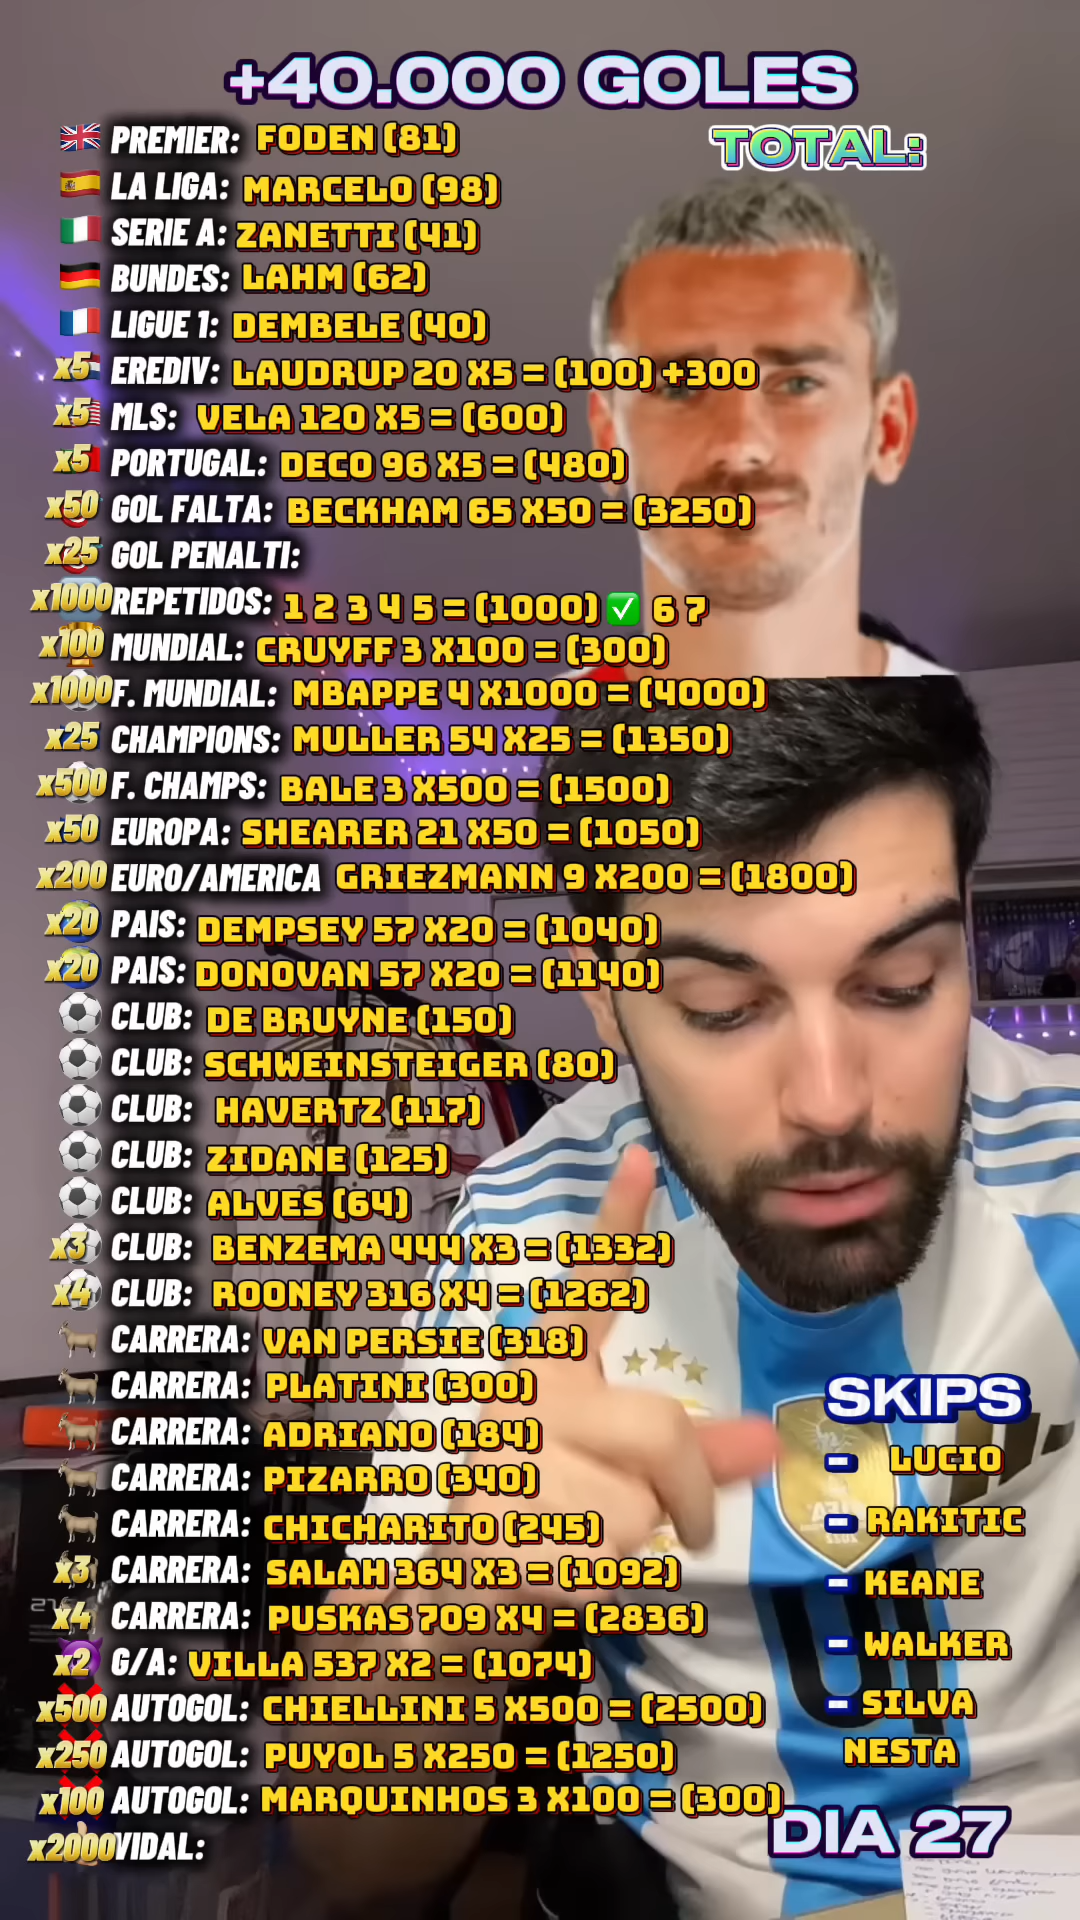 +40.000 GOLES
TOTAL:
PREMIER: FODEN (81)
LA LIGA: MARCELO (98)
SERIE A: ZANETTI (41)
BUNDES: LAHM (62)
LIGUE 1: DEMBELE (40)
x5 EREDIV: LAUDRUP 20 X5 = (100) +300
x5 MLS: VELA 120 X5 = (600)
x5 PORTUGAL: DECO 96 X5 = (480)
x50 GOL FALTA: BECKHAM 65 X50 = (3250)
x25 GOL PENALTI:
x1000 REPETIDOS: 1 2 3 4 5 = (1000) ✅ 6 7
x100 MUNDIAL: CRUYFF 3 X100 = (300)
x1000 F. MUNDIAL: MBAPPE 4 X1000 = (4000)
x25 CHAMPIONS: MULLER 54 X25 = (1350)
x500 F. CHAMPS: BALE 3 X500 = (1500)
x50 EUROPA: SHEARER 21 X50 = (1050)
x200 EURO/AMERICA GRIEZMANN 9 X200 = (1800)
x20 PAIS: DEMPSEY 57 X20 = (1040)
x20 PAIS: DONOVAN 57 X20 = (1140)
CLUB: DE BRUYNE (150)
CLUB: SCHWEINSTEIGER (80)
CLUB: HAVERTZ (117)
CLUB: ZIDANE (125)
CLUB: ALVES (64)
x3 CLUB: BENZEMA 444 X3 = (1332)
x4 CLUB: ROONEY 316 X4 = (1262)
CARRERA: VAN PERSIE (318)
CARRERA: PLATINI (300)
CARRERA: ADRIANO (184)
CARRERA: PIZARRO (340)
CARRERA: CHICHARITO (245)
x3 CARRERA: SALAH 364 X3 = (1092)
x4 CARRERA: PUSKAS 709 X4 = (2836)
x2 G/A: VILLA 537 X2 = (1074)
x500 AUTOGOL: CHIELLINI 5 X500 = (2500)
x250 AUTOGOL: PUYOL 5 X250 = (1250)
x100 AUTOGOL: MARQUINHOS 3 X100 = (300)
x2000 VIDAL:
SKIPS
- LUCIO
- RAKITIC
- KEANE
- WALKER
- SILVA
NESTA
DIA 27